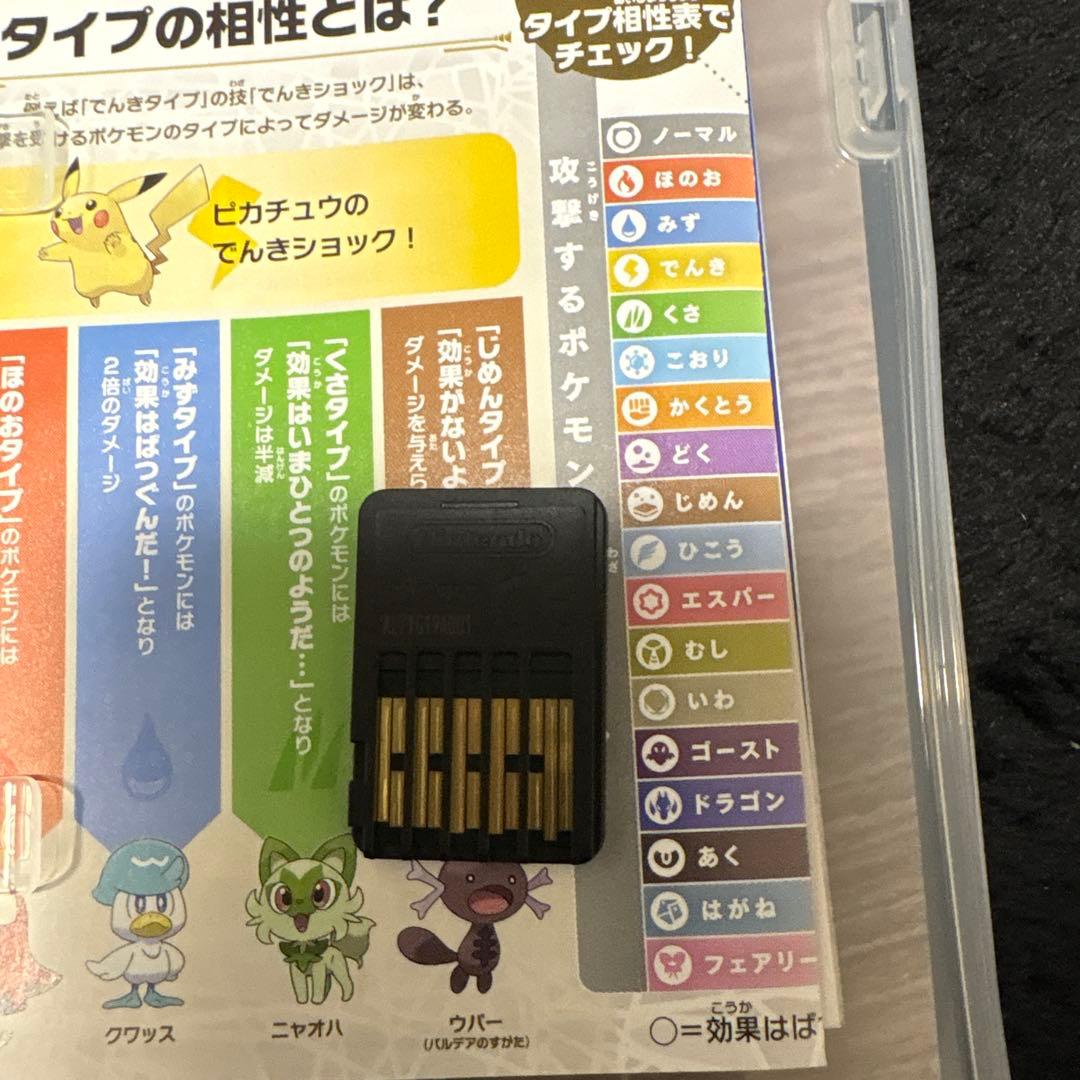 タイプの相性とは？
タイプ相性表で
チェック！
えば「でんきタイプ」の技「でんきショック」は、
撃を受けるポケモンのタイプによってダメージが変わる。
ピカチュウの
でんきショック！
「ほのおタイプ」のポケモンには
「みずタイプ」のポケモンには
「効果はばつぐんだ！」となり
2倍のダメージ
「くさタイプ」のポケモンには
「効果はいまひとつのようだ…」となり
ダメージは半減
「じめんタイプ
「効果がないよ
ダメージを与えら
攻撃するポケモン
わざ
ノーマル
ほのお
みず
でんき
くさ
こおり
かくとう
どく
じめん
ひこう
エスパー
むし
いわ
ゴースト
ドラゴン
あく
はがね
フェアリー
Nintendo
クワッス
ニャオハ
ウパー
(パルデアのすがた)
○=効果はば